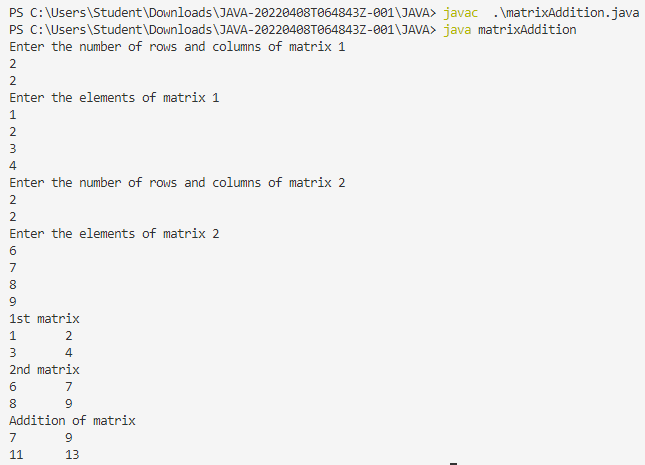 PS C:\Users\Student\Downloads\JAVA-20220408T064843Z-001\JAVA> javac  .\matrixAddition.java
PS C:\Users\Student\Downloads\JAVA-20220408T064843Z-001\JAVA> java matrixAddition
Enter the number of rows and columns of matrix 1
2
2
Enter the elements of matrix 1
1
2
3
4
Enter the number of rows and columns of matrix 2
2
2
Enter the elements of matrix 2
6
7
8
9
1st matrix
1       2
3       4
2nd matrix
6       7
8       9
Addition of matrix
7       9
11      13